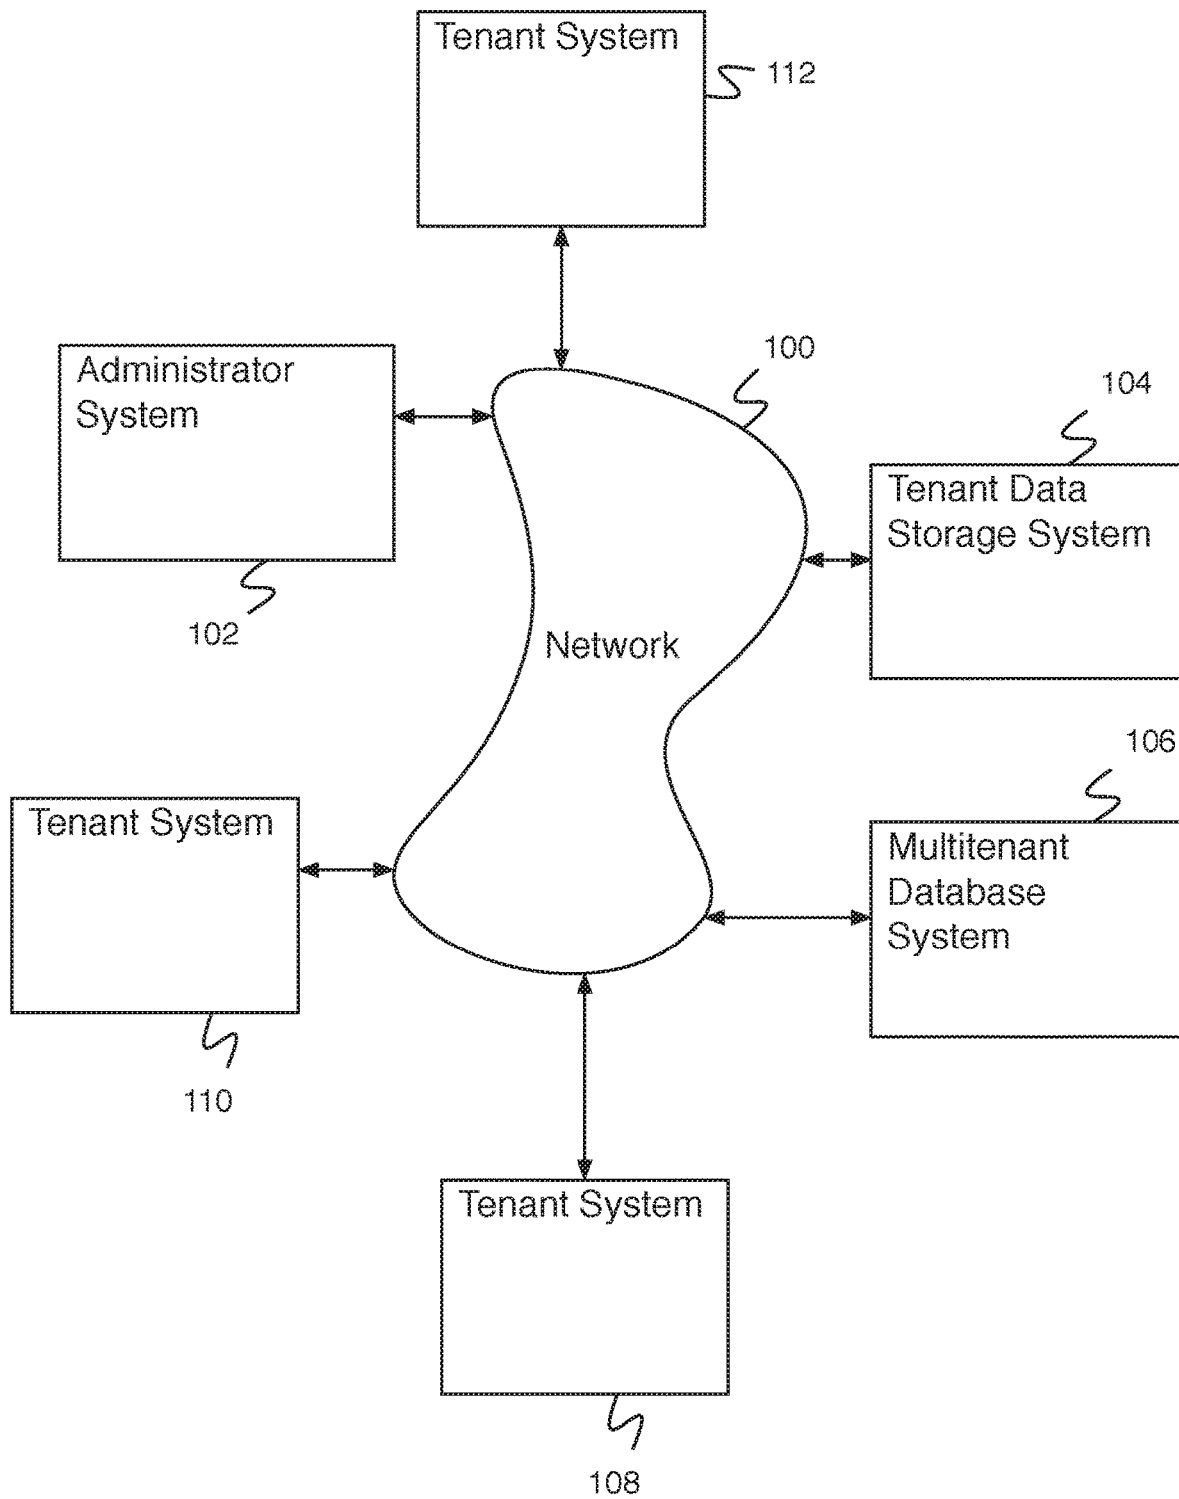 Tenant System
112
100
Administrator
System
102
104
Tenant Data
Storage System
Network
106
Tenant System
110
Multitenant
Database
System
Tenant System
108